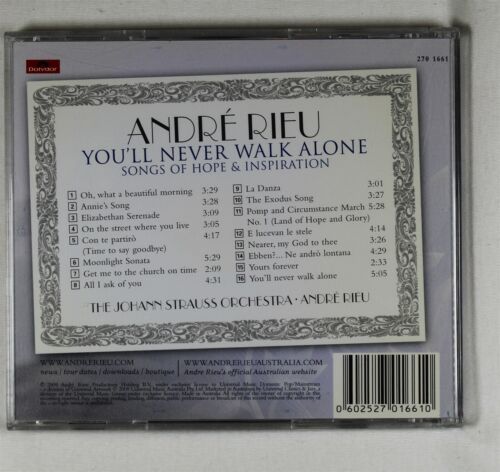 Polydor
270 1661
ANDRÉ RIEU
YOU'LL NEVER WALK ALONE
SONGS OF HOPE & INSPIRATION
1 Oh, what a beautiful morning 3:29
2 Annie's Song 3:28
3 Elizabethan Serenade 3:09
4 On the street where you live 3:05
5 Con te partirò 4:17
(Time to say goodbye)
6 Moonlight Sonata 5:29
7 Get me to the church on time 2:09
8 All I ask of you 4:31
9 La Danza 3:01
10 The Exodus Song 3:27
11 Pomp and Circumstance March 5:28
No. 1 (Land of Hope and Glory)
12 E lucevan le stele 4:14
13 Nearer, my God to thee 3:26
14 Ebben?... Ne andrò lontana 4:29
15 Yours forever 2:33
16 You'll never walk alone 5:05
THE JOHANN STRAUSS ORCHESTRA · ANDRÉ RIEU
WWW.ANDRERIEU.COM
news / tour dates / downloads / boutique
WWW.ANDRERIEUAUSTRALIA.COM
André Rieu's official Australian website
0 602527 016610